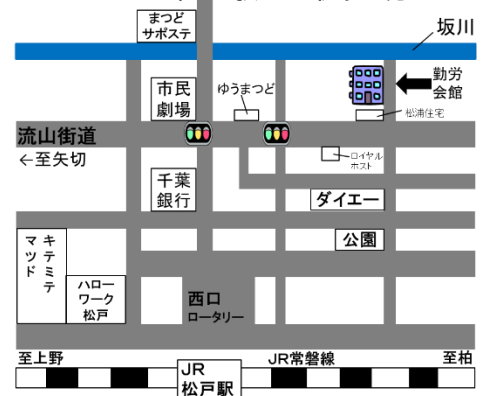 まつど
サポステ
坂川
市民
劇場
ゆうまつど
勤労
会館
松浦住宅
流山街道
←至矢切
ロイヤル
ホスト
千葉
銀行
ダイエー
公園
キテミテ
マツド
ハロー
ワーク
松戸
西口
ロータリー
至上野
JR常磐線
至柏
JR
松戸駅